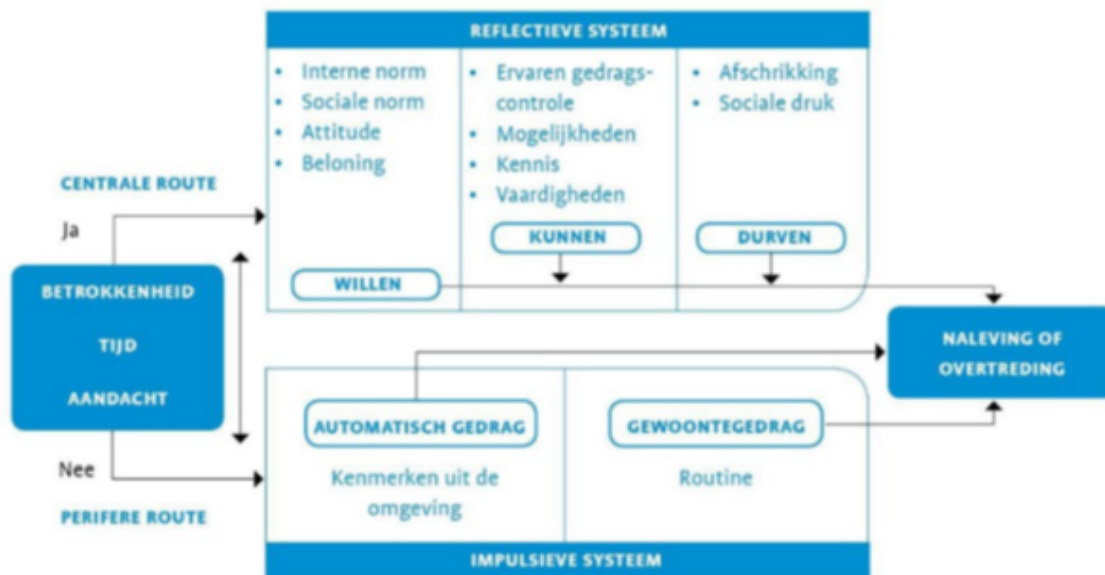 REFLECTIEVE SYSTEEM
• Interne norm
• Sociale norm
• Attitude
• Beloning
• Ervaren gedrags-
controle
• Mogelijkheden
• Kennis
• Vaardigheden
• Afschrikking
• Sociale druk
CENTRALE ROUTE
Ja
KUNNEN
DURVEN
WILLEN
BETROKKENHEID
TIJD
AANDACHT
NALEVING OF
OVERTREDING
AUTOMATISCH GEDRAG
GEWOONTEGEDRAG
Nee
Kenmerken uit de
omgeving
Routine
PERIFERE ROUTE
IMPULSIEVE SYSTEEM